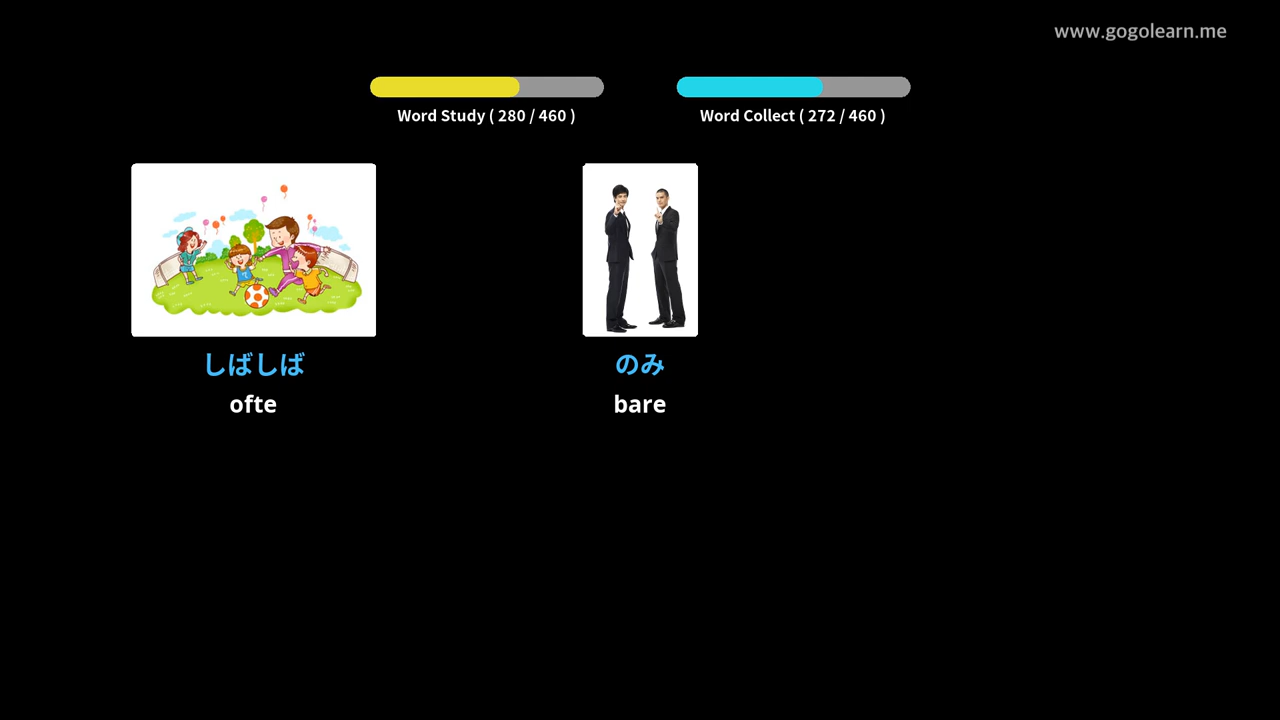 www.gogolearn.me
Word Study ( 280 / 460 )
Word Collect ( 272 / 460 )
しばしば
ofte
のみ
bare